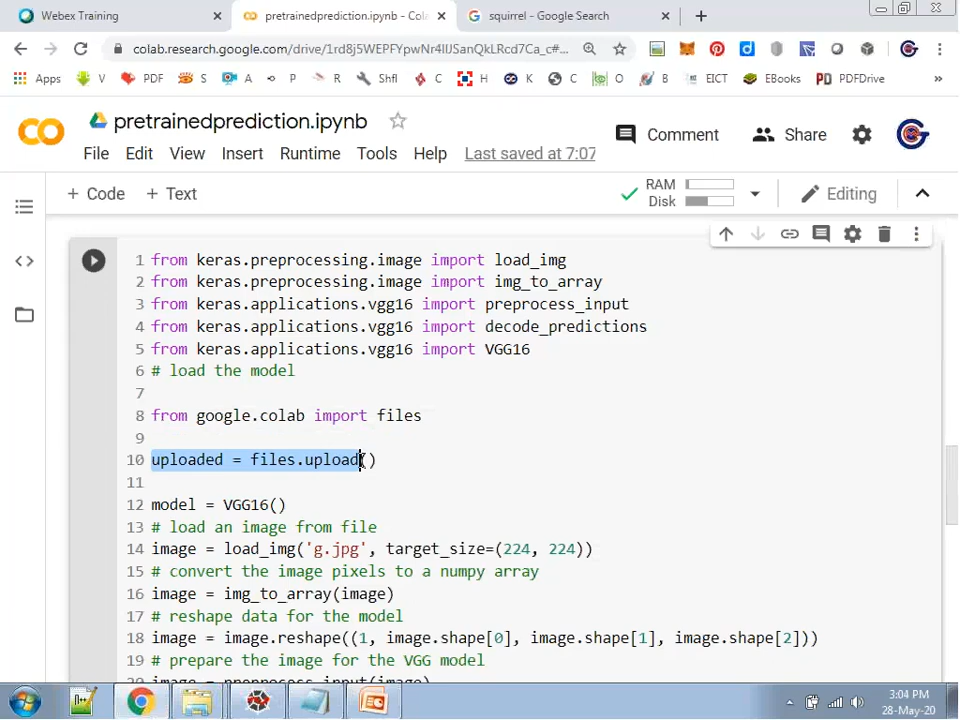 Webex Training
pretrainedprediction.ipynb - Cola
squirrel - Google Search
colab.research.google.com/drive/1rd8j5WEPFYpwNr4lIJSanQkLRcd7Ca_c#...
Apps V PDF S A P R Shfl C H K C O B EICT EBooks PD PDFDrive »
pretrainedprediction.ipynb
Comment Share
File Edit View Insert Runtime Tools Help Last saved at 7:07
+ Code + Text RAM Disk Editing
1 from keras.preprocessing.image import load_img
2 from keras.preprocessing.image import img_to_array
3 from keras.applications.vgg16 import preprocess_input
4 from keras.applications.vgg16 import decode_predictions
5 from keras.applications.vgg16 import VGG16
6 # load the model
7
8 from google.colab import files
9
10 uploaded = files.upload()
11
12 model = VGG16()
13 # load an image from file
14 image = load_img('g.jpg', target_size=(224, 224))
15 # convert the image pixels to a numpy array
16 image = img_to_array(image)
17 # reshape data for the model
18 image = image.reshape((1, image.shape[0], image.shape[1], image.shape[2]))
19 # prepare the image for the VGG model
20 image = preprocess_input(image)
3:04 PM
28-May-20